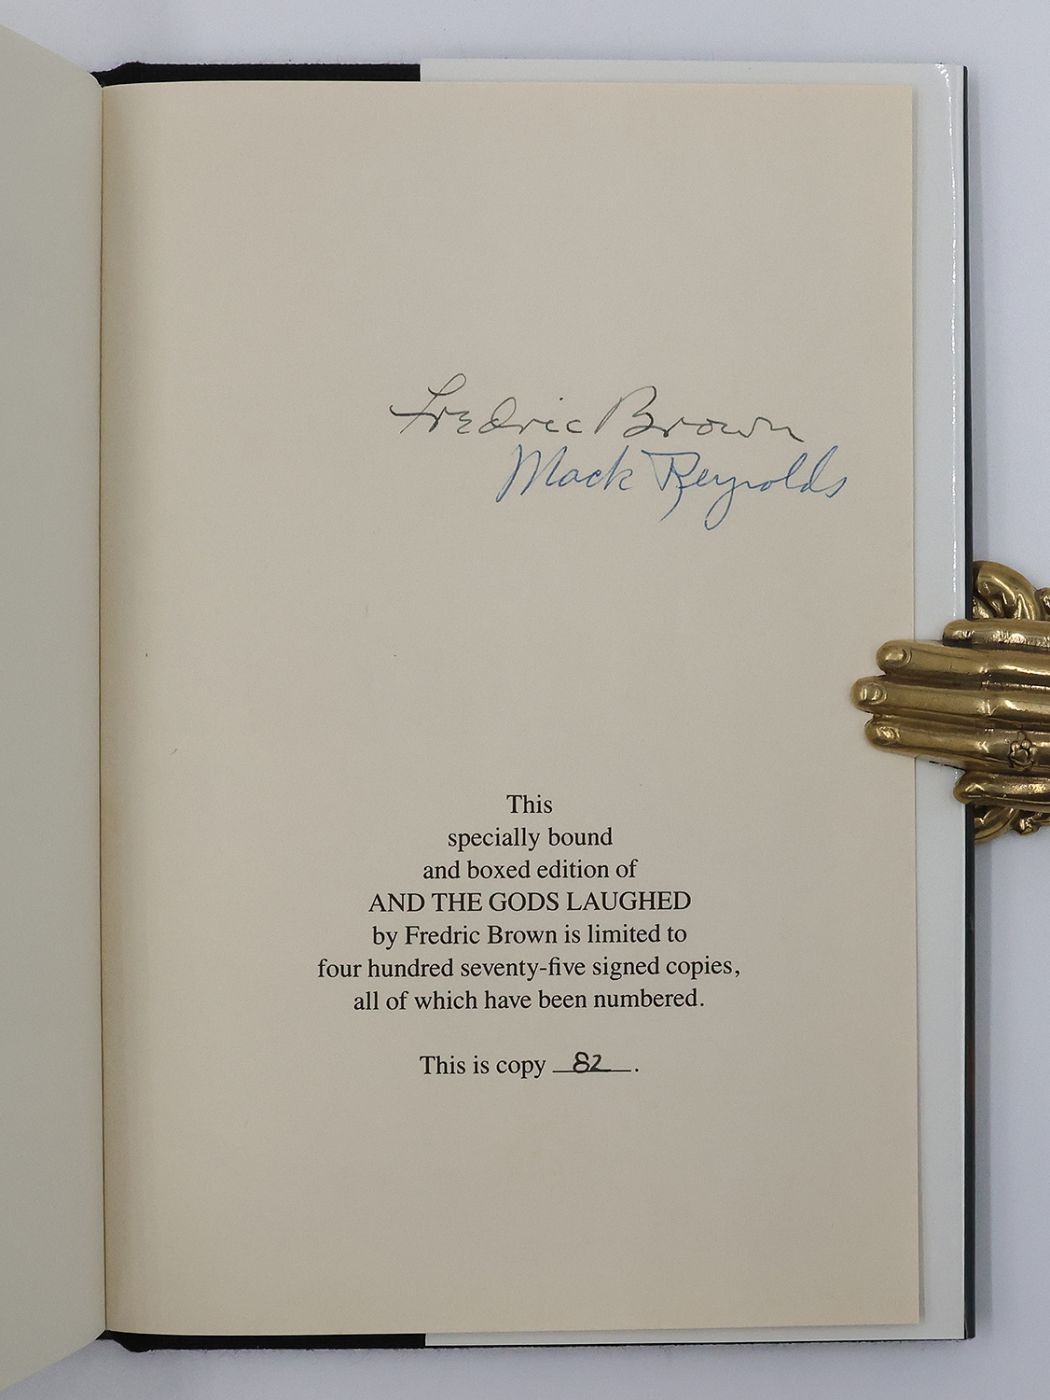 Fredric Brown
Mack Reynolds
This
specially bound
and boxed edition of
AND THE GODS LAUGHED
by Fredric Brown is limited to
four hundred seventy-five signed copies,
all of which have been numbered.
This is copy 82.